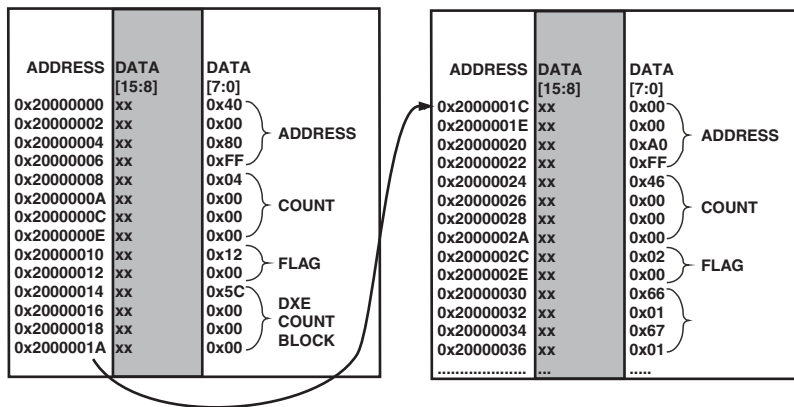 ADDRESS DATA [15:8] DATA [7:0]
0x20000000 xx 0x40
0x20000002 xx 0x00
0x20000004 xx 0x80
0x20000006 xx 0xFF
ADDRESS
0x20000008 xx 0x04
0x2000000A xx 0x00
0x2000000C xx 0x00
0x2000000E xx 0x00
COUNT
0x20000010 xx 0x12
0x20000012 xx 0x00
FLAG
0x20000014 xx 0x5C
0x20000016 xx 0x00
0x20000018 xx 0x00
0x2000001A xx 0x00
DXE
COUNT
BLOCK
ADDRESS DATA [15:8] DATA [7:0]
0x2000001C xx 0x00
0x2000001E xx 0x00
0x20000020 xx 0xA0
0x20000022 xx 0xFF
ADDRESS
0x20000024 xx 0x46
0x20000026 xx 0x00
0x20000028 xx 0x00
0x2000002A xx 0x00
COUNT
0x2000002C xx 0x02
0x2000002E xx 0x00
FLAG
0x20000030 xx 0x66
0x20000032 xx 0x01
0x20000034 xx 0x67
0x20000036 xx 0x01
.................... ... .....